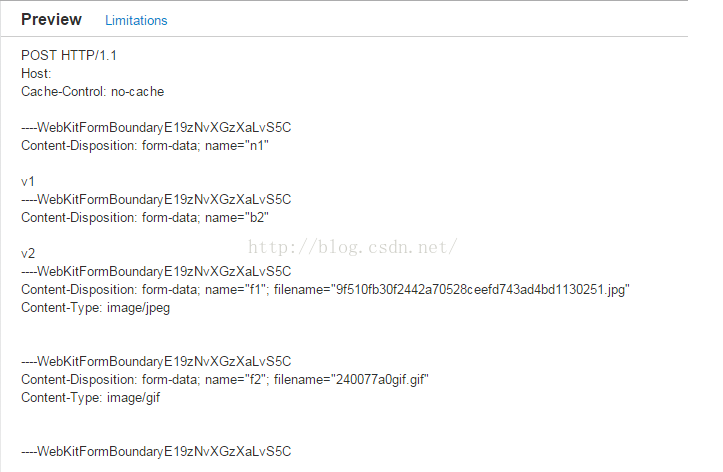 Preview Limitations
POST HTTP/1.1
Host:
Cache-Control: no-cache
----WebKitFormBoundaryE19zNvXGzXaLvS5C
Content-Disposition: form-data; name="n1"
v1
----WebKitFormBoundaryE19zNvXGzXaLvS5C
Content-Disposition: form-data; name="b2"
http://blog.csdn.net/
v2
----WebKitFormBoundaryE19zNvXGzXaLvS5C
Content-Disposition: form-data; name="f1"; filename="9f510fb30f2442a70528ceefd743ad4bd1130251.jpg"
Content-Type: image/jpeg
----WebKitFormBoundaryE19zNvXGzXaLvS5C
Content-Disposition: form-data; name="f2"; filename="240077a0gif.gif"
Content-Type: image/gif
----WebKitFormBoundaryE19zNvXGzXaLvS5C